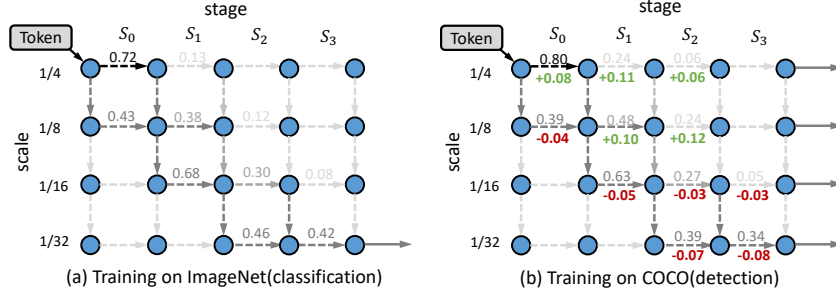 stage
S0 S1 S2 S3
Token
0.72 0.13
1/4
0.43 0.38 0.12
1/8
scale
0.68 0.30 0.08
1/16
0.46 0.42
1/32
(a) Training on ImageNet(classification)
stage
S0 S1 S2 S3
Token
0.80 0.24 0.06
1/4
+0.08 +0.11 +0.06
0.39 0.48 0.24
1/8
-0.04 +0.10 +0.12
scale
0.63 0.27 0.05
1/16
-0.05 -0.03 -0.03
0.39 0.34
1/32
-0.07 -0.08
(b) Training on COCO(detection)